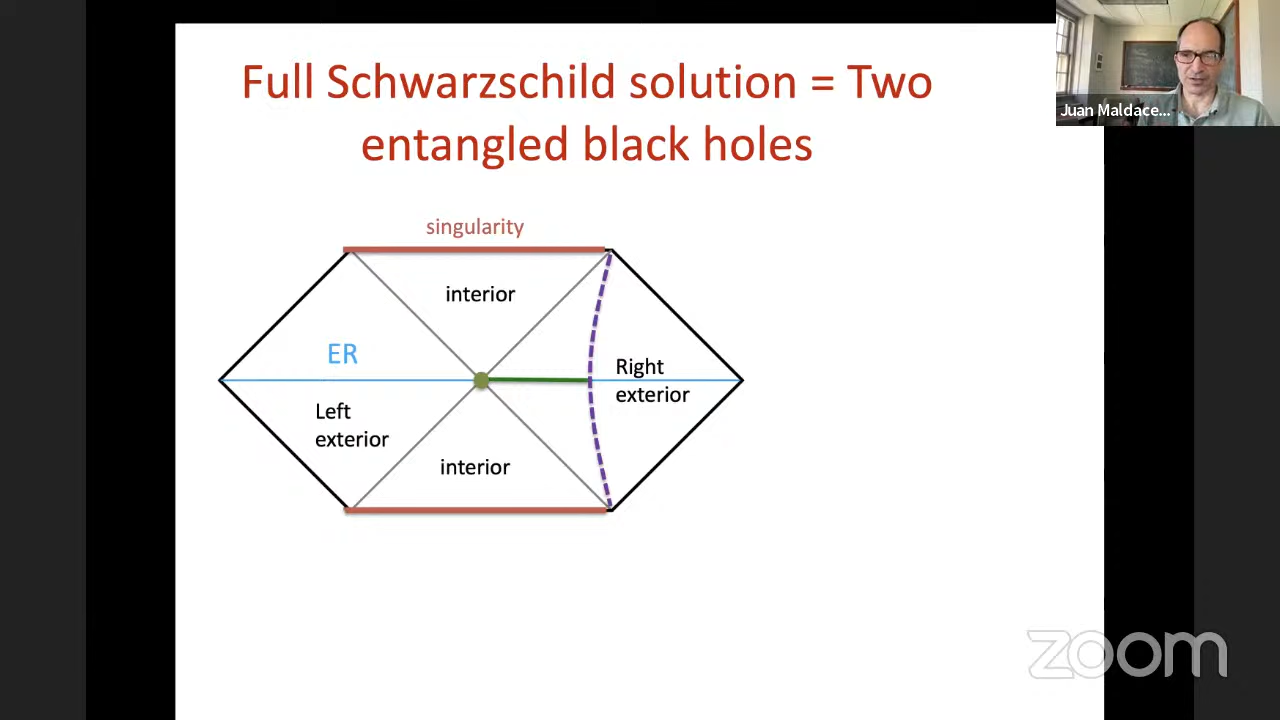 Full Schwarzschild solution = Two
entangled black holes
Juan Maldace...
singularity
interior
ER
Right
exterior
Left
exterior
interior
zoom